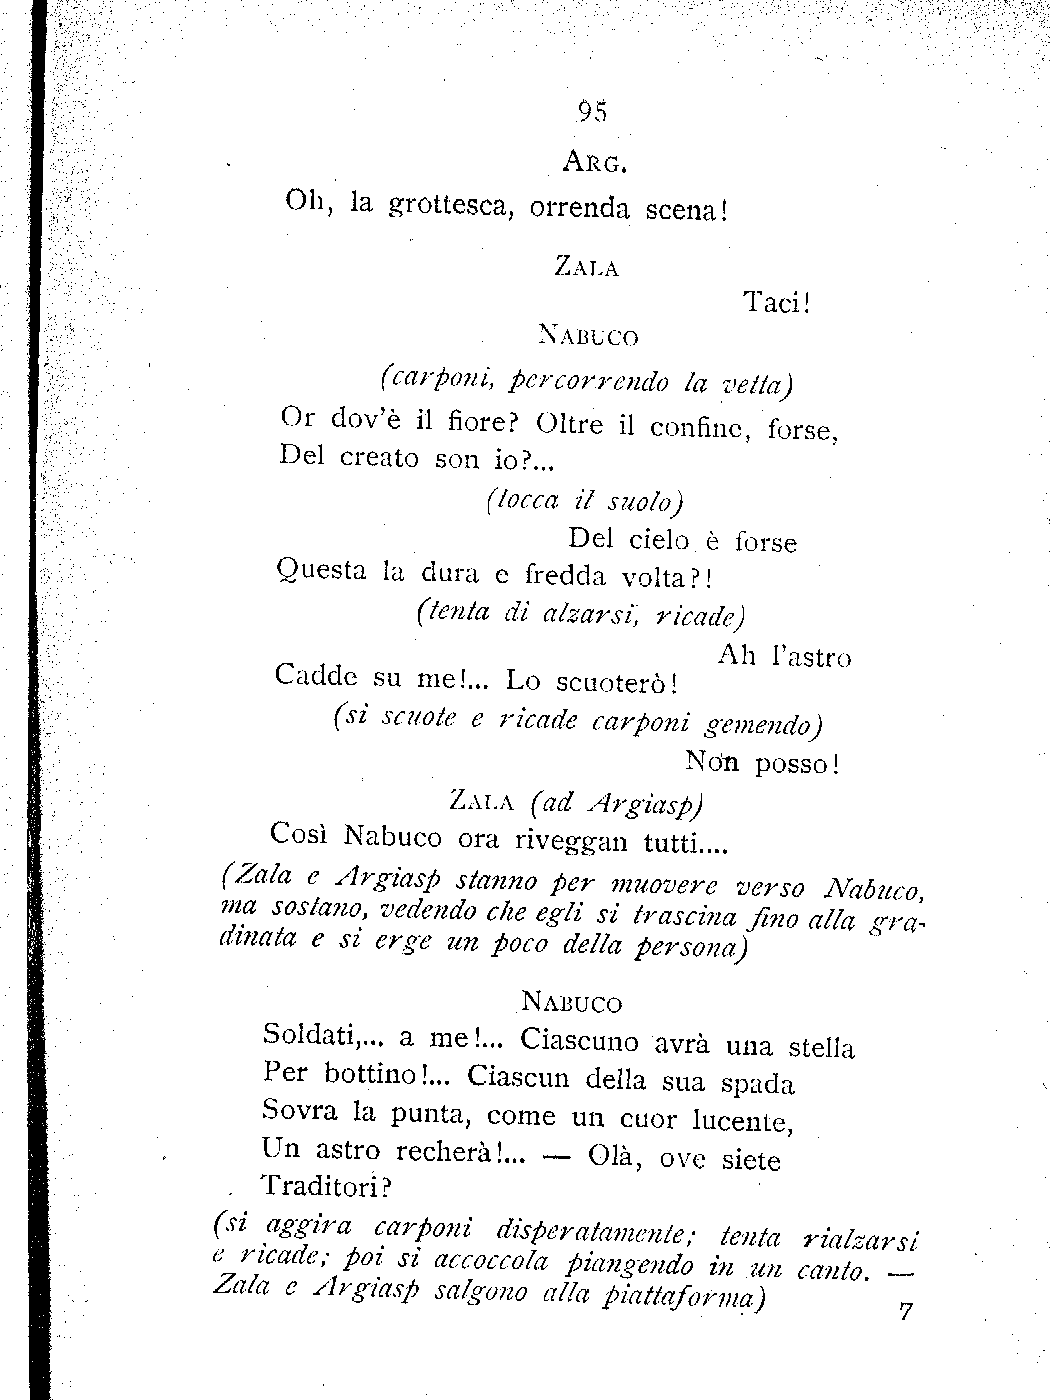 95
ARG.
Oh, la grottesca, orrenda scena!
ZALA
Taci!
NABUCO
(carponi, percorrendo la vetta)
Or dov'è il fiore? Oltre il confine, forse,
Del creato son io?...
(tocca il suolo)
Del cielo è forse
Questa la dura e fredda volta?!
(tenta di alzarsi, ricade)
Ah l'astro
Cadde su me!... Lo scuoterò!
(si scuote e ricade carponi gemendo)
Non posso!
ZALA (ad Argiasp)
Così Nabuco ora riveggan tutti....
(Zala e Argiasp stanno per muovere verso Nabuco,
ma sostano, vedendo che egli si trascina fino alla gra-
dinata e si erge un poco della persona)
NABUCO
Soldati,... a me!... Ciascuno avrà una stella
Per bottino!... Ciascun della sua spada
Sovra la punta, come un cuor lucente,
Un astro recherà!... — Olà, ove siete
Traditori?
(si aggira carponi disperatamente; tenta rialzarsi
e ricade; poi si accoccola piangendo in un canto. —
Zala e Argiasp salgono alla piattaforma)
7